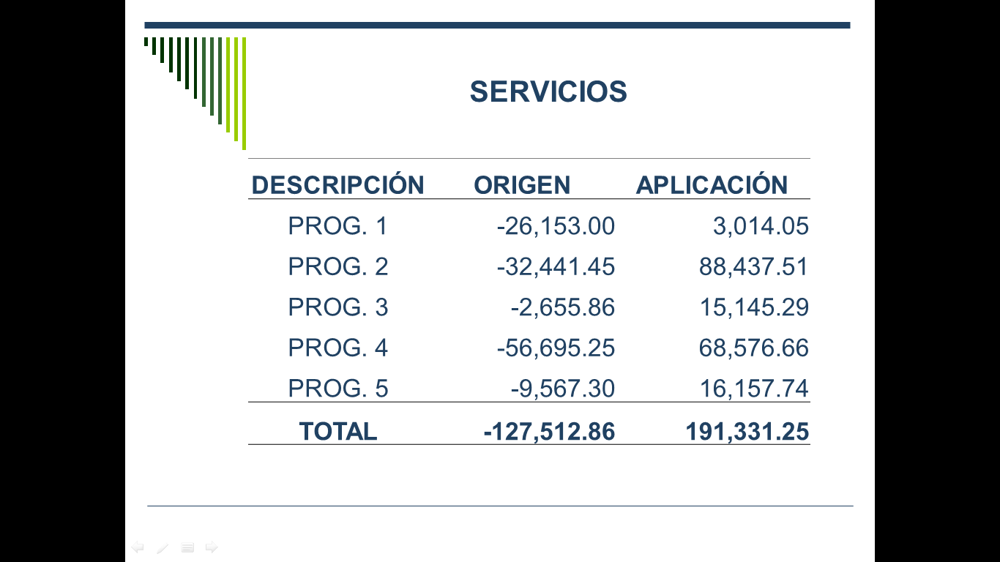 SERVICIOS
DESCRIPCIÓN ORIGEN APLICACIÓN
PROG. 1 -26,153.00 3,014.05
PROG. 2 -32,441.45 88,437.51
PROG. 3 -2,655.86 15,145.29
PROG. 4 -56,695.25 68,576.66
PROG. 5 -9,567.30 16,157.74
TOTAL -127,512.86 191,331.25